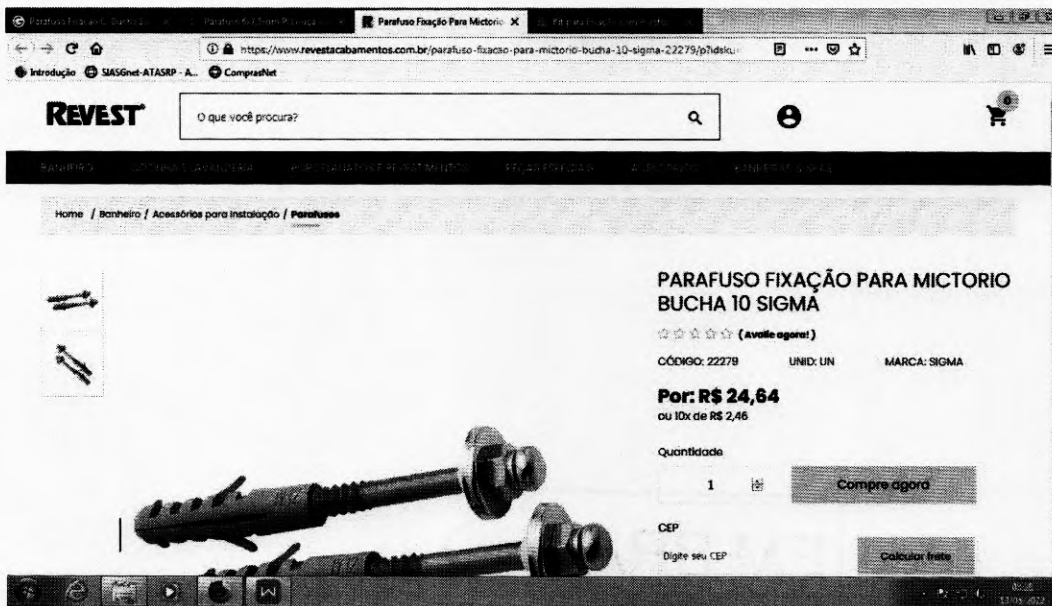 Parafuso Fixação Para Mictorio
https://www.revestacabamentos.com.br/parafuso-fixacao-para-mictorio-bucha-10-sigma-22279/p?idsku
Introdução SIASGnet-ATASRP - A... ComprasNet
REVEST
O que você procura?
0
BANHEIRO
Home / Banheiro / Acessórios para Instalação / Parafusos
PARAFUSO FIXAÇÃO PARA MICTORIO
BUCHA 10 SIGMA
(Avalie agora!)
CÓDIGO: 22279 UNID: UN MARCA: SIGMA
Por: R$ 24,64
ou 10x de R$ 2,46
Quantidade
1
Compre agora
CEP
Digite seu CEP
Calcular frete